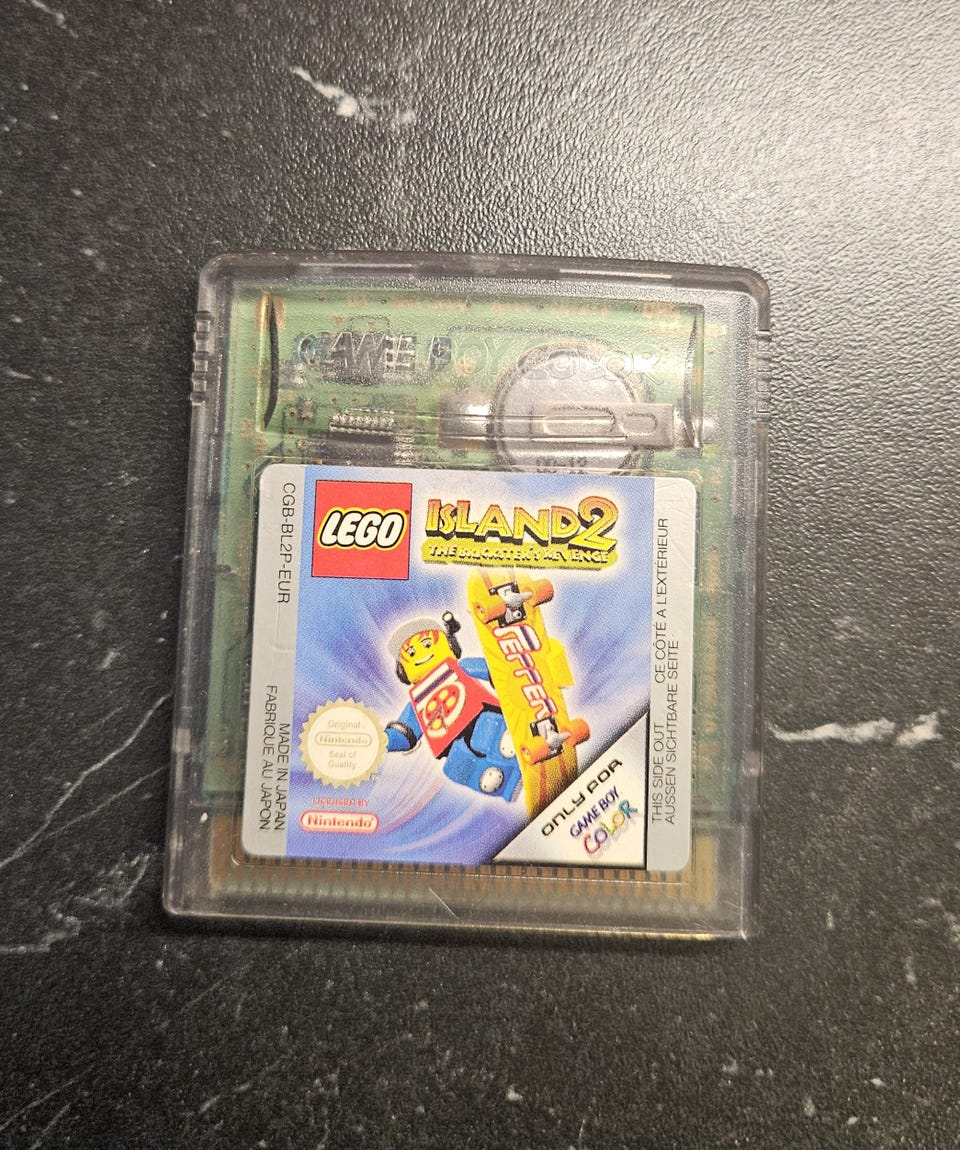 GAME BOY COLOR
LEGO
ISLAND 2
THE BRICKSTER'S REVENGE
PEPPER
Original
Nintendo
Seal of
Quality
LICENSED BY
Nintendo
ONLY FOR
GAME BOY
COLOR
CGB-BL2P-EUR
MADE IN JAPAN
FABRIQUE AU JAPON
THIS SIDE OUT CE CÔTÉ A L'EXTÉRIEUR
AUSSEN SICHTBARE SEITE